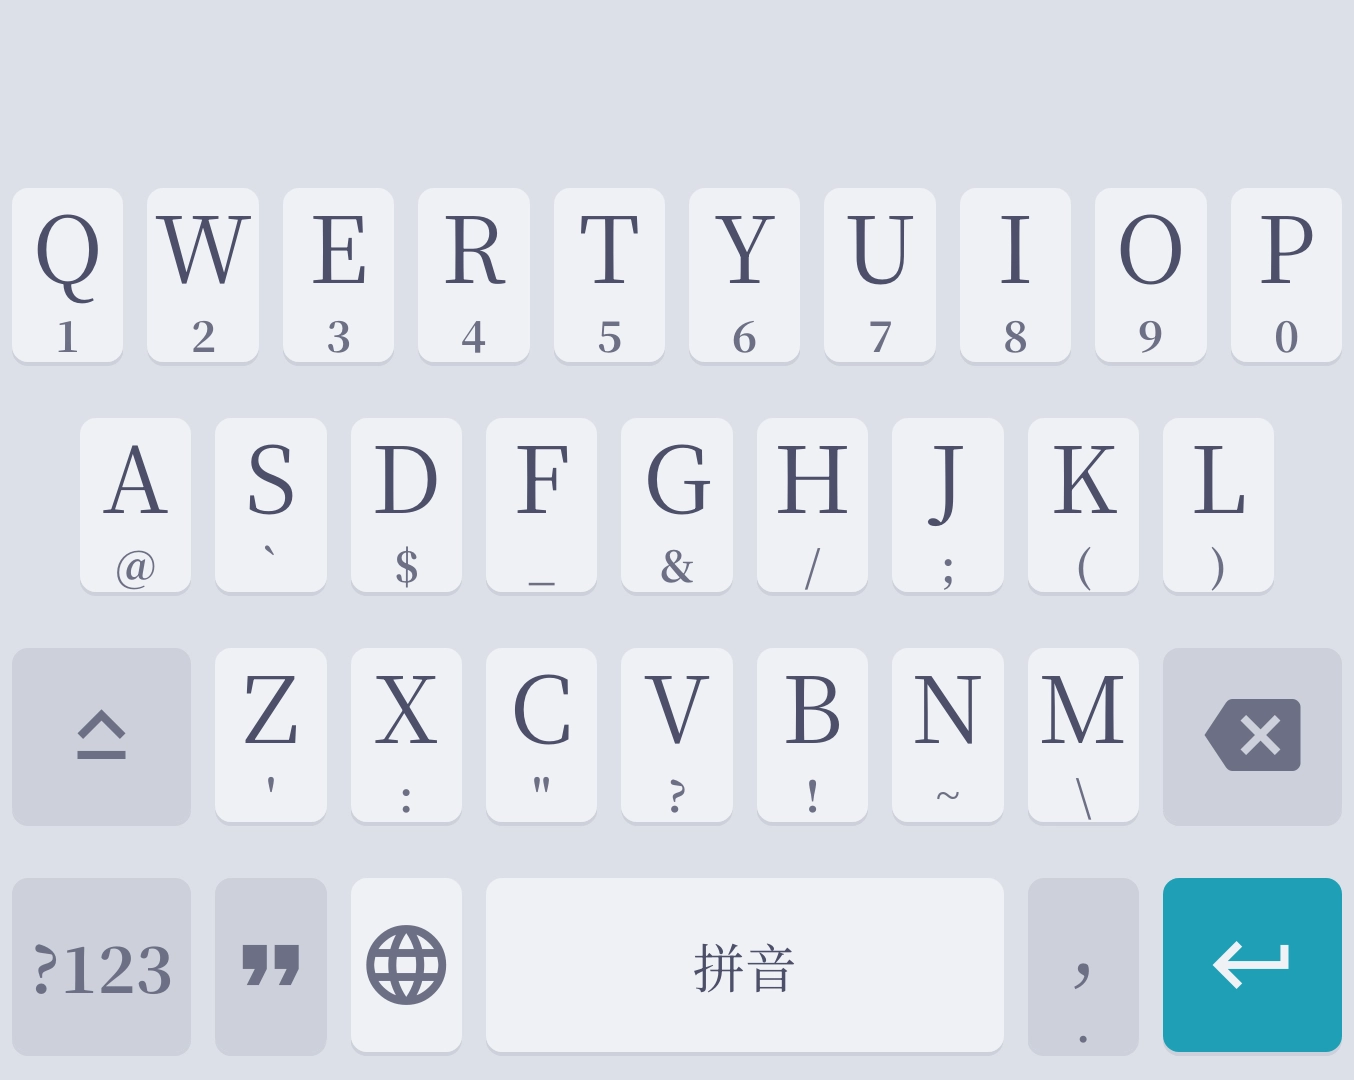 Q W E R T Y U I O P
1 2 3 4 5 6 7 8 9 0
A S D F G H J K L
@ ` $ _ & / ; ( )
Z X C V B N M
' : " ? ! ~ \
?123 " 拼音 ,
.